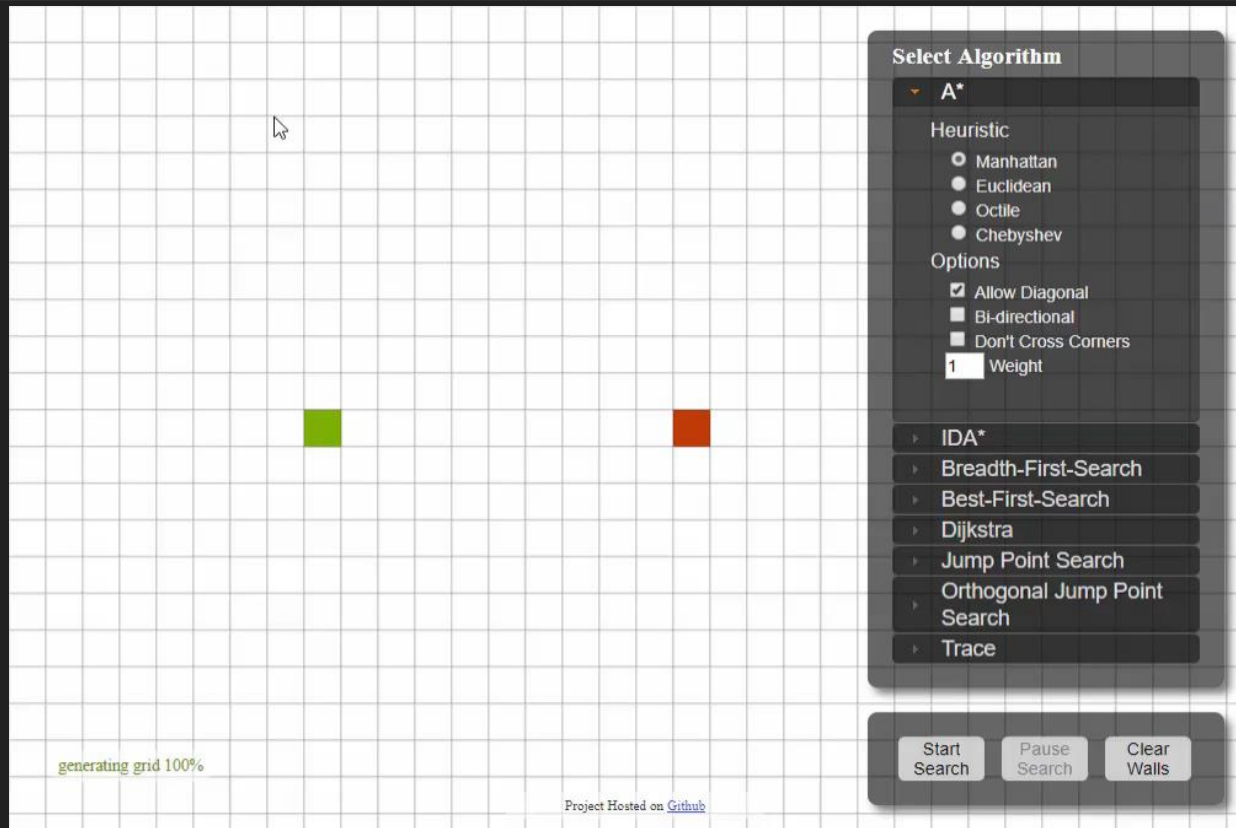 Select Algorithm
A*
Heuristic
Manhattan
Euclidean
Octile
Chebyshev
Options
Allow Diagonal
Bi-directional
Don't Cross Corners
1 Weight
IDA*
Breadth-First-Search
Best-First-Search
Dijkstra
Jump Point Search
Orthogonal Jump Point
Search
Trace
Start
Search
Pause
Search
Clear
Walls
generating grid 100%
Project Hosted on Github